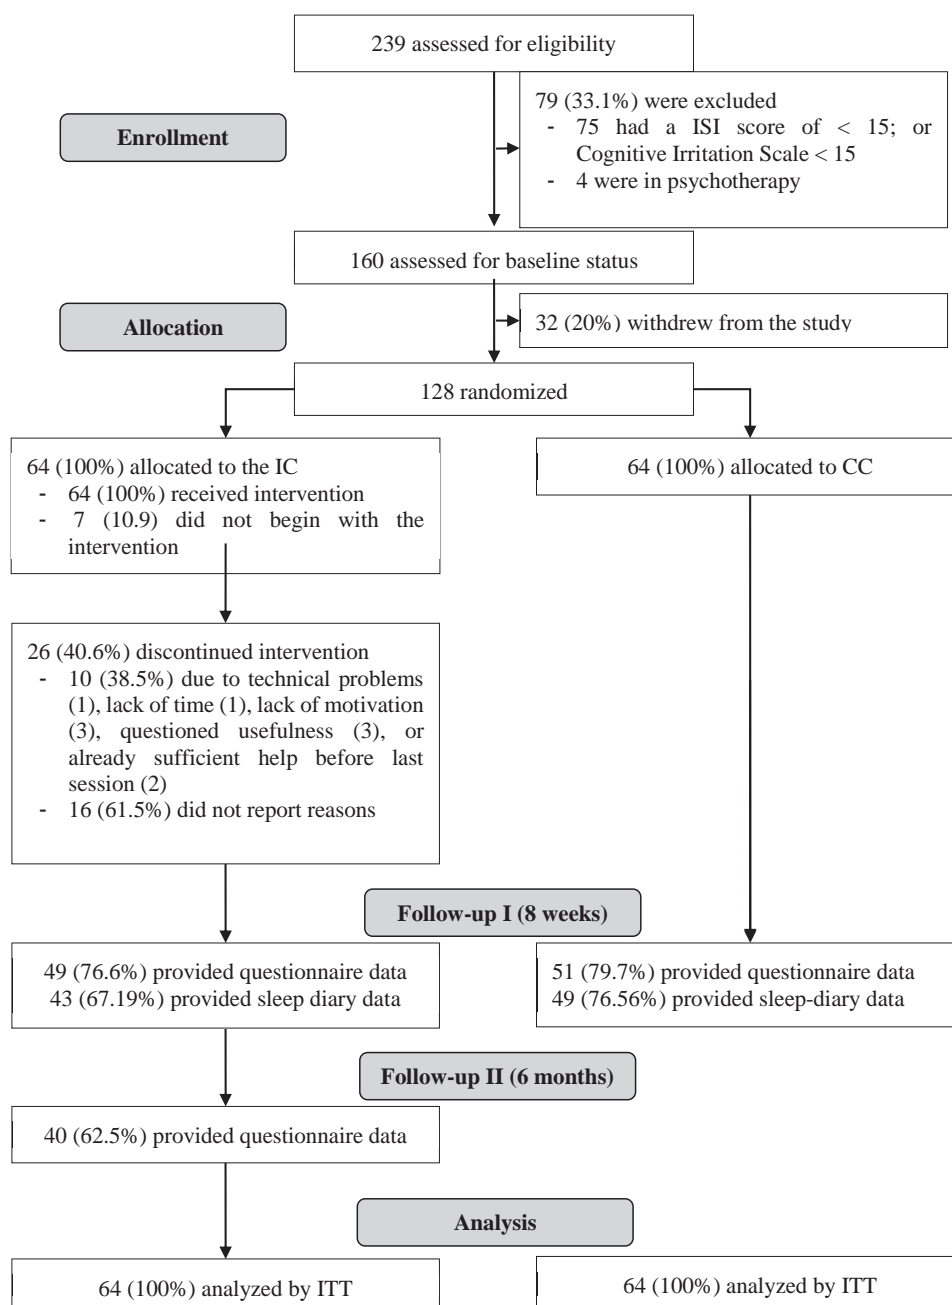 239 assessed for eligibility
79 (33.1%) were excluded
- 75 had a ISI score of < 15; or
Cognitive Irritation Scale < 15
- 4 were in psychotherapy
Enrollment
160 assessed for baseline status
Allocation
32 (20%) withdrew from the study
128 randomized
64 (100%) allocated to the IC
- 64 (100%) received intervention
- 7 (10.9) did not begin with the
intervention
64 (100%) allocated to CC
26 (40.6%) discontinued intervention
- 10 (38.5%) due to technical problems
(1), lack of time (1), lack of motivation
(3), questioned usefulness (3), or
already sufficient help before last
session (2)
- 16 (61.5%) did not report reasons
Follow-up I (8 weeks)
49 (76.6%) provided questionnaire data
43 (67.19%) provided sleep diary data
51 (79.7%) provided questionnaire data
49 (76.56%) provided sleep-diary data
Follow-up II (6 months)
40 (62.5%) provided questionnaire data
Analysis
64 (100%) analyzed by ITT
64 (100%) analyzed by ITT